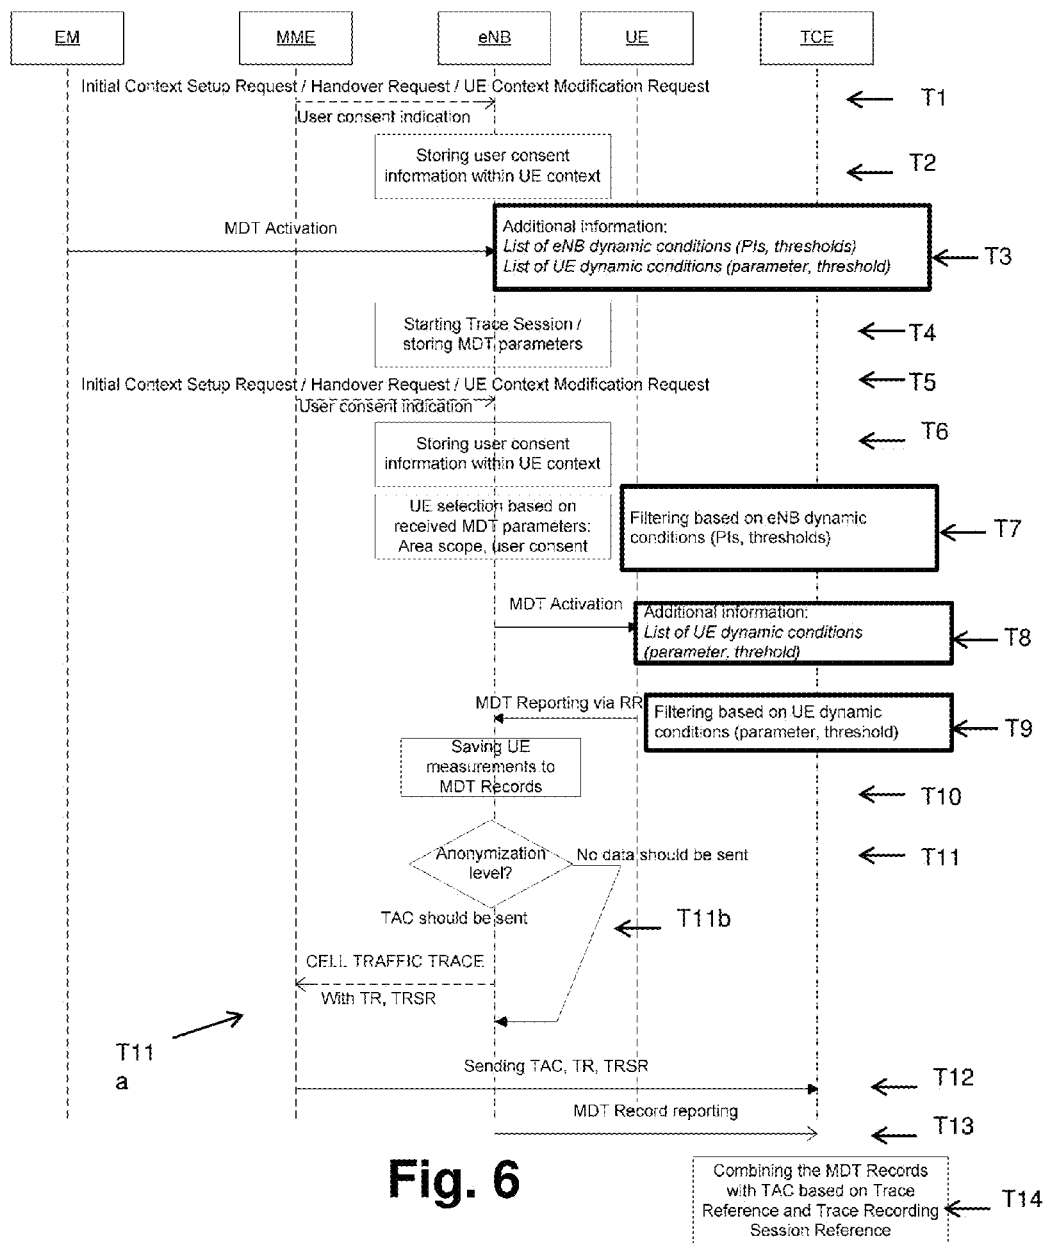 EM
MME
eNB
UE
TCE
Initial Context Setup Request / Handover Request / UE Context Modification Request
T1
User consent indication
Storing user consent
information within UE context
T2
MDT Activation
Additional information:
List of eNB dynamic conditions (PIs, thresholds)
List of UE dynamic conditions (parameter, threshold)
T3
Starting Trace Session /
storing MDT parameters
T4
T5
Initial Context Setup Request / Handover Request / UE Context Modification Request
User consent indication
T6
Storing user consent
information within UE context
UE selection based on
received MDT parameters:
Area scope, user consent
Filtering based on eNB dynamic
conditions (PIs, thresholds)
T7
MDT Activation
Additional information:
List of UE dynamic conditions
(parameter, threhold)
T8
MDT Reporting via RR
Filtering based on UE dynamic
conditions (parameter, threshold)
T9
Saving UE
measurements to
MDT Records
T10
Anonymization
level?
No data should be sent
T11
TAC should be sent
T11b
CELL TRAFFIC TRACE
With TR, TRSR
T11
a
Sending TAC, TR, TRSR
T12
MDT Record reporting
T13
Fig. 6
Combining the MDT Records
with TAC based on Trace
Reference and Trace Recording
Session Reference
T14